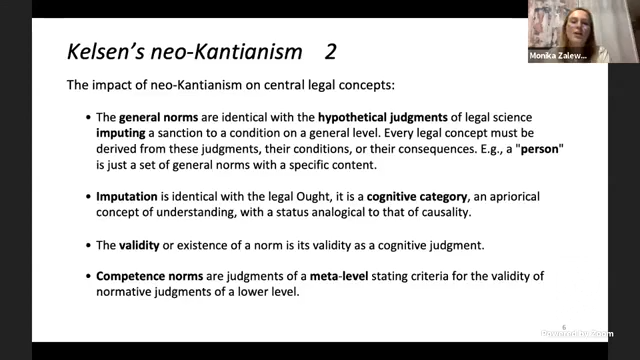 Kelsen's neo-Kantianism 2
Monika Zalew...
The impact of neo-Kantianism on central legal concepts:
• The general norms are identical with the hypothetical judgments of legal science
imputing a sanction to a condition on a general level. Every legal concept must be
derived from these judgments, their conditions, or their consequences. E.g., a "person"
is just a set of general norms with a specific content.
• Imputation is identical with the legal Ought, it is a cognitive category, an apriorical
concept of understanding, with a status analogical to that of causality.
• The validity or existence of a norm is its validity as a cognitive judgment.
• Competence norms are judgments of a meta-level stating criteria for the validity of
normative judgments of a lower level.
6
Powered by Zoom